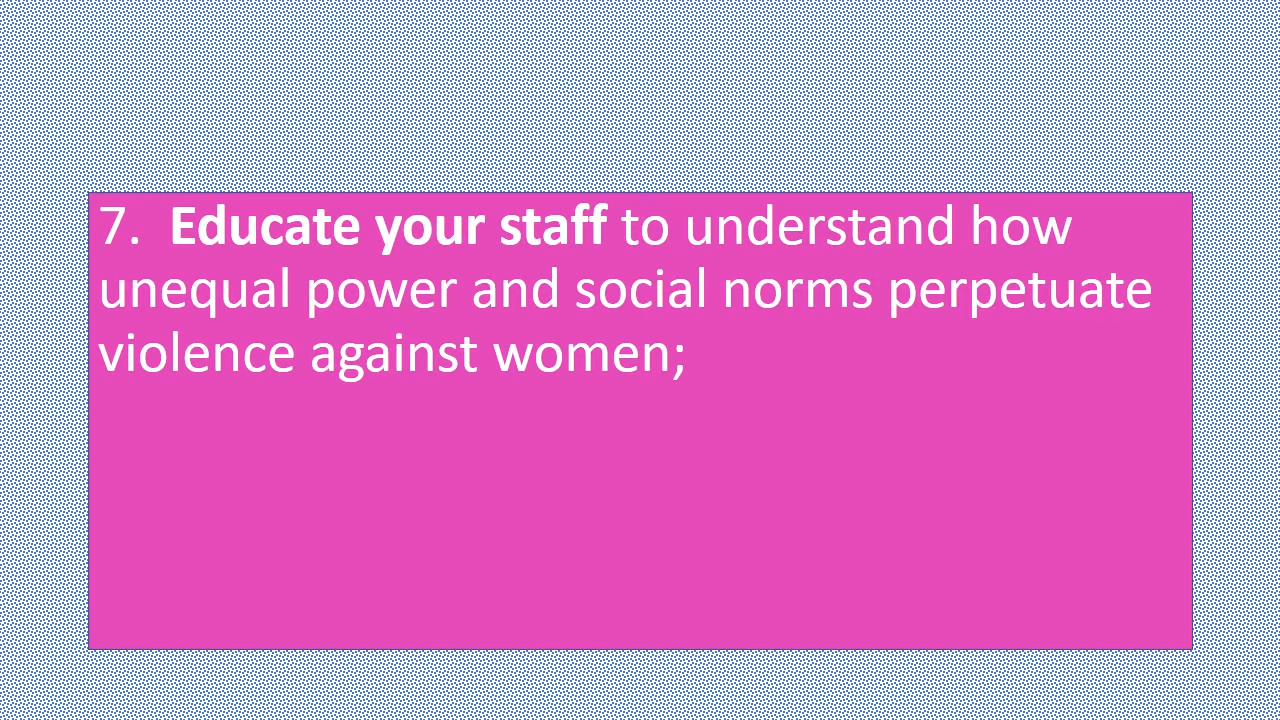 7. Educate your staff to understand how
unequal power and social norms perpetuate
violence against women;